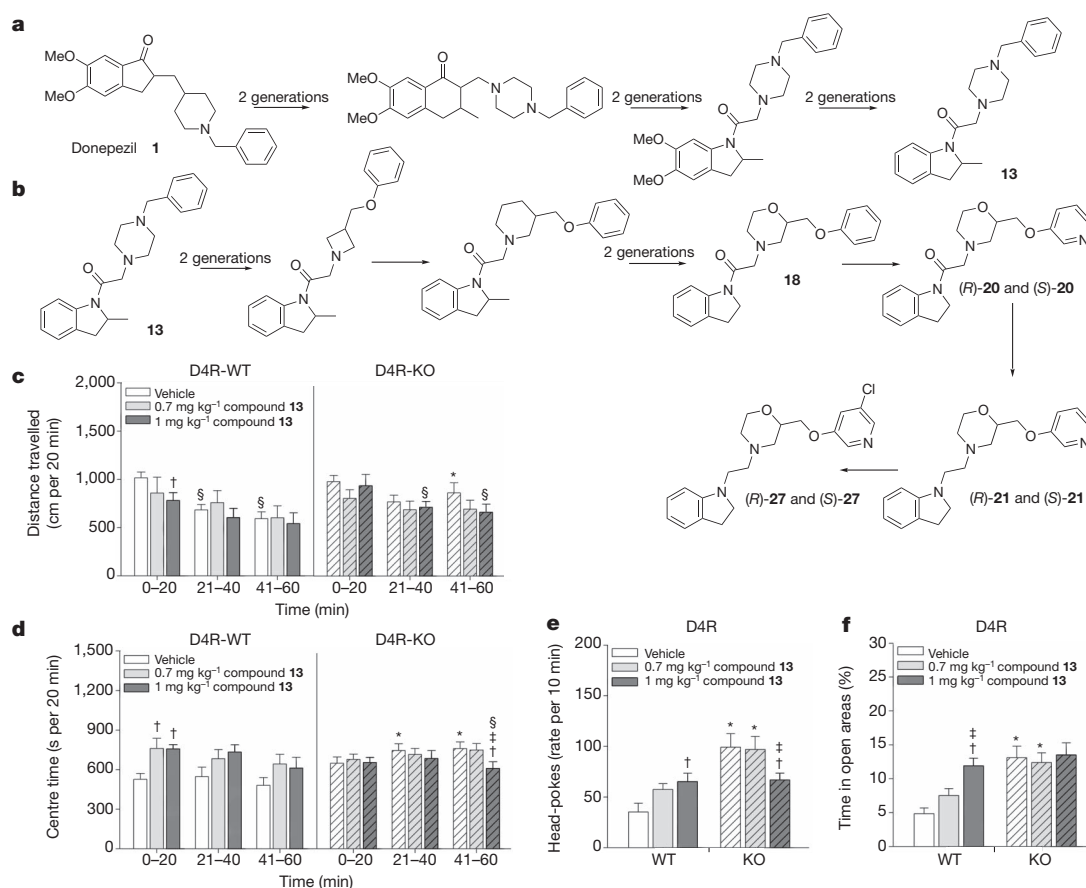 a
O
MeO
MeO
Donepezil 1
N
2 generations
O
MeO
MeO
N
N
2 generations
N
N
O
N
MeO
MeO
2 generations
N
N
O
N
13
b
N
N
O
N
13
2 generations
O
N
O
N
N
O
O
N
2 generations
O
N
O
O
N
18
O
N
O
N
O
N
(R)-20 and (S)-20
Cl
O
N
O
N
N
(R)-27 and (S)-27
O
N
O
N
N
(R)-21 and (S)-21
c
D4R-WT
D4R-KO
Distance travelled
(cm per 20 min)
2,000
1,500
1,000
500
0
Vehicle
0.7 mg kg⁻¹ compound 13
1 mg kg⁻¹ compound 13
†
§
§
§
*
§
0–20
21–40
41–60
0–20
21–40
41–60
Time (min)
d
D4R-WT
D4R-KO
Centre time (s per 20 min)
1,500
1,200
900
600
300
0
Vehicle
0.7 mg kg⁻¹ compound 13
1 mg kg⁻¹ compound 13
†
†
*
*
§
‡
†
0–20
21–40
41–60
0–20
21–40
41–60
Time (min)
e
D4R
Head-pokes (rate per 10 min)
200
150
100
50
0
Vehicle
0.7 mg kg⁻¹ compound 13
1 mg kg⁻¹ compound 13
†
*
*
‡
†
WT
KO
f
D4R
Time in open areas (%)
30
25
20
15
10
5
0
Vehicle
0.7 mg kg⁻¹ compound 13
1 mg kg⁻¹ compound 13
‡
†
*
*
WT
KO